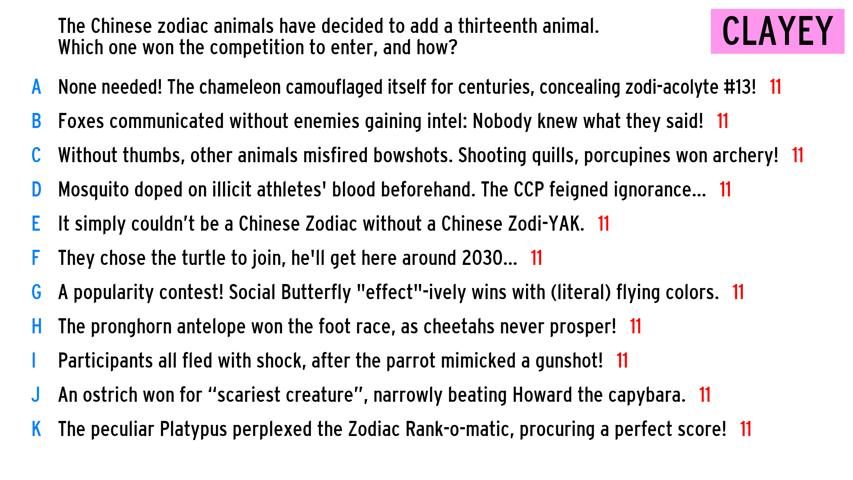 The Chinese zodiac animals have decided to add a thirteenth animal.
Which one won the competition to enter, and how?
CLAYEY
A None needed! The chameleon camouflaged itself for centuries, concealing zodi-acolyte #13! 11
B Foxes communicated without enemies gaining intel: Nobody knew what they said! 11
C Without thumbs, other animals misfired bowshots. Shooting quills, porcupines won archery! 11
D Mosquito doped on illicit athletes' blood beforehand. The CCP feigned ignorance... 11
E It simply couldn't be a Chinese Zodiac without a Chinese Zodi-YAK. 11
F They chose the turtle to join, he'll get here around 2030... 11
G A popularity contest! Social Butterfly "effect"-ively wins with (literal) flying colors. 11
H The pronghorn antelope won the foot race, as cheetahs never prosper! 11
I Participants all fled with shock, after the parrot mimicked a gunshot! 11
J An ostrich won for “scariest creature”, narrowly beating Howard the capybara. 11
K The peculiar Platypus perplexed the Zodiac Rank-o-matic, procuring a perfect score! 11